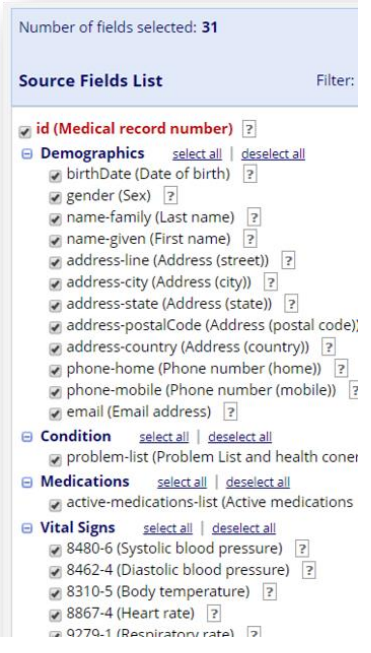 Number of fields selected: 31
Source Fields List Filter:
id (Medical record number) ?
Demographics select all | deselect all
birthDate (Date of birth) ?
gender (Sex) ?
name-family (Last name) ?
name-given (First name) ?
address-line (Address (street)) ?
address-city (Address (city)) ?
address-state (Address (state)) ?
address-postalCode (Address (postal code))
address-country (Address (country)) ?
phone-home (Phone number (home)) ?
phone-mobile (Phone number (mobile)) ?
email (Email address) ?
Condition select all | deselect all
problem-list (Problem List and health coner
Medications select all | deselect all
active-medications-list (Active medications
Vital Signs select all | deselect all
8480-6 (Systolic blood pressure) ?
8462-4 (Diastolic blood pressure) ?
8310-5 (Body temperature) ?
8867-4 (Heart rate) ?
9279-1 (Respiratory rate) ?